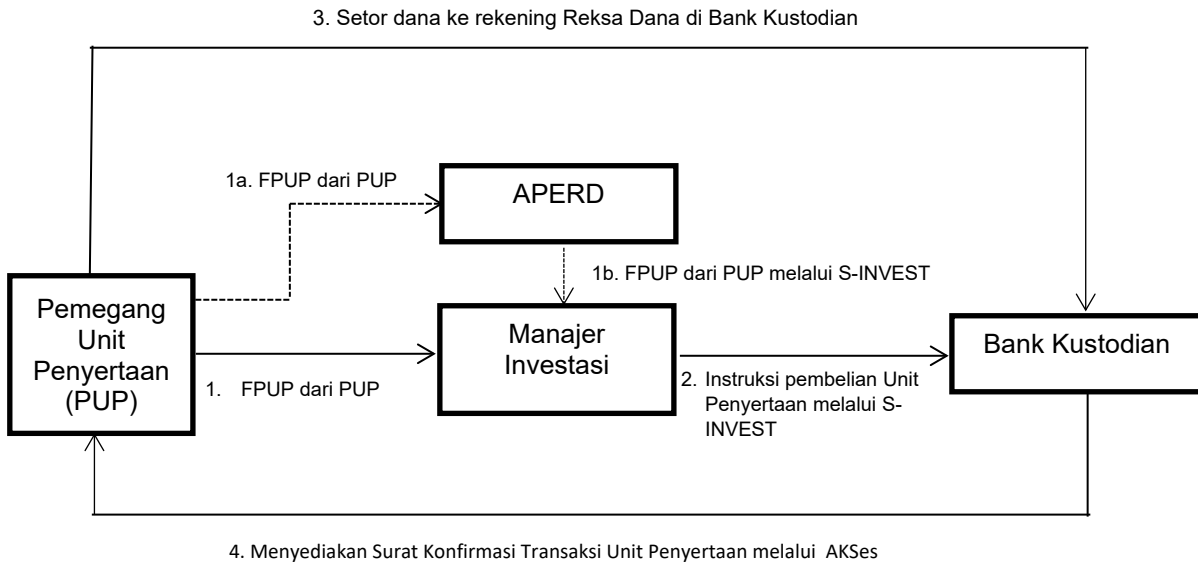 3. Setor dana ke rekening Reksa Dana di Bank Kustodian
1a. FPUP dari PUP
APERD
1b. FPUP dari PUP melalui S-INVEST
Pemegang
Unit
Penyertaan
(PUP)
1. FPUP dari PUP
Manajer
Investasi
2. Instruksi pembelian Unit
Penyertaan melalui S-
INVEST
Bank Kustodian
4. Menyediakan Surat Konfirmasi Transaksi Unit Penyertaan melalui AKSes